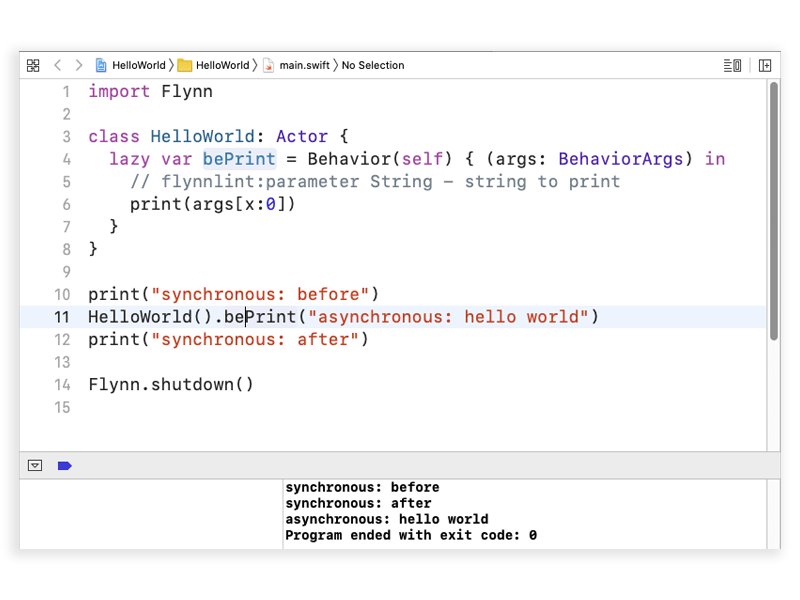 HelloWorld HelloWorld main.swift No Selection
1 import Flynn
2
3 class HelloWorld: Actor {
4 lazy var bePrint = Behavior(self) { (args: BehaviorArgs) in
5 // flynnlint:parameter String - string to print
6 print(args[x:0])
7 }
8 }
9
10 print("synchronous: before")
11 HelloWorld().bePrint("asynchronous: hello world")
12 print("synchronous: after")
13
14 Flynn.shutdown()
15
synchronous: before
synchronous: after
asynchronous: hello world
Program ended with exit code: 0